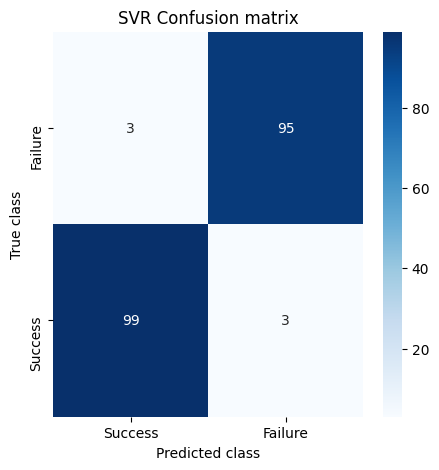 SVR Confusion matrix
True class
Failure
Success
3
95
99
3
Success
Failure
Predicted class
80
60
40
20